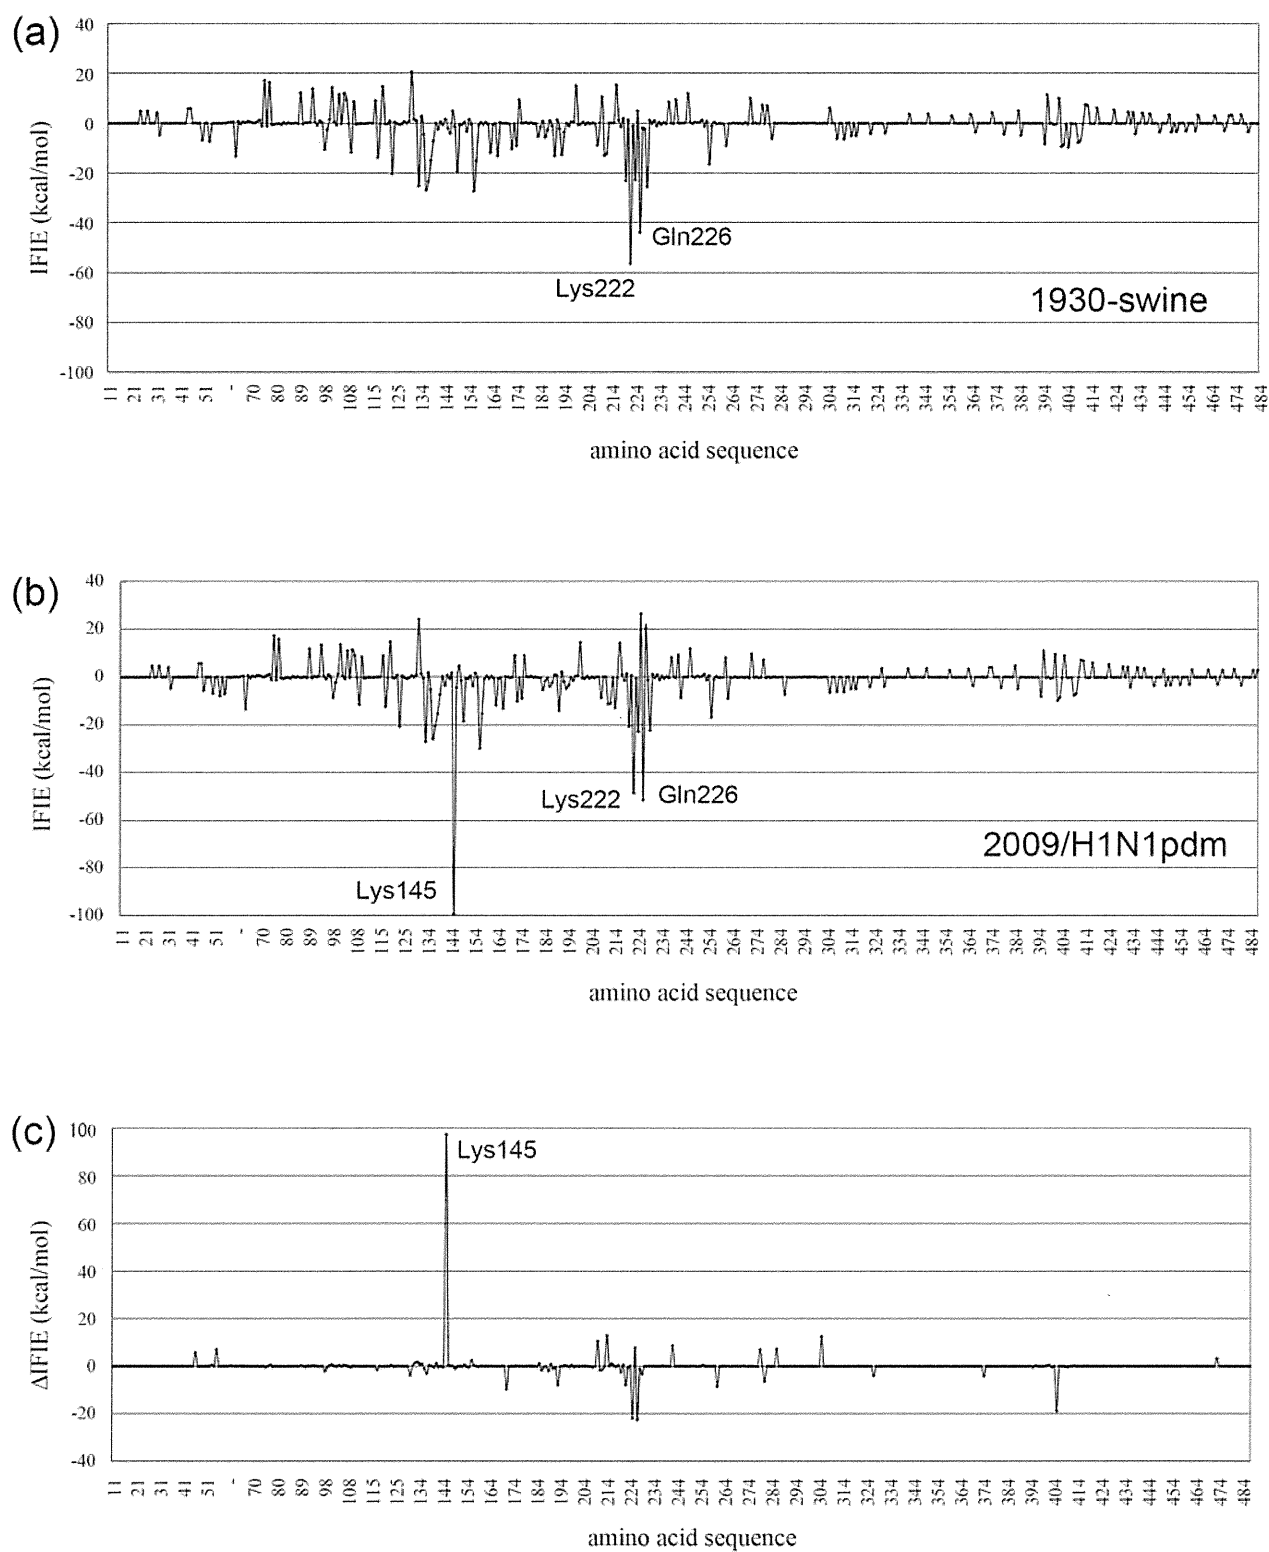 (a)
40
20
0
-20
-40
-60
-80
-100
IFIE (kcal/mol)
Gln226
Lys222
1930-swine
11 21 31 41 51 - 70 80 89 98 108 115 125 134 144 154 164 174 184 194 204 214 224 234 244 254 264 274 284 294 304 314 324 334 344 354 364 374 384 394 404 414 424 434 444 454 464 474 484
amino acid sequence
(b)
40
20
0
-20
-40
-60
-80
-100
IFIE (kcal/mol)
Lys222 Gln226
2009/H1N1pdm
Lys145
11 21 31 41 51 - 70 80 89 98 108 115 125 134 144 154 164 174 184 194 204 214 224 234 244 254 264 274 284 294 304 314 324 334 344 354 364 374 384 394 404 414 424 434 444 454 464 474 484
amino acid sequence
(c)
100
80
60
40
20
0
-20
-40
ΔIFIE (kcal/mol)
Lys145
11 21 31 41 51 - 70 80 89 98 108 115 125 134 144 154 164 174 184 194 204 214 224 234 244 254 264 274 284 294 304 314 324 334 344 354 364 374 384 394 404 414 424 434 444 454 464 474 484
amino acid sequence